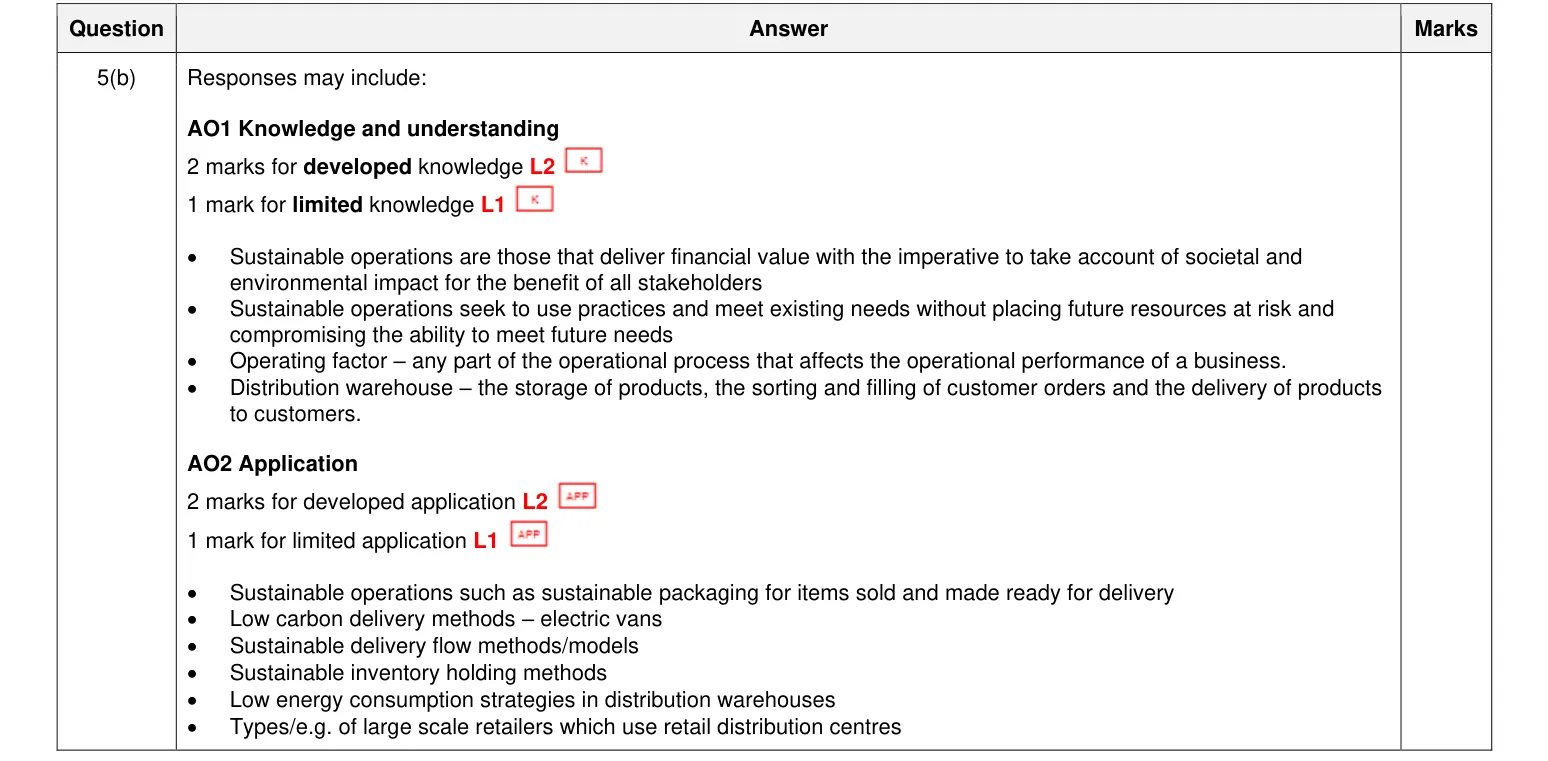 Question Answer Marks
5(b) Responses may include:
AO1 Knowledge and understanding
2 marks for developed knowledge L2 K
1 mark for limited knowledge L1 K
• Sustainable operations are those that deliver financial value with the imperative to take account of societal and
environmental impact for the benefit of all stakeholders
• Sustainable operations seek to use practices and meet existing needs without placing future resources at risk and
compromising the ability to meet future needs
• Operating factor – any part of the operational process that affects the operational performance of a business.
• Distribution warehouse – the storage of products, the sorting and filling of customer orders and the delivery of products
to customers.
AO2 Application
2 marks for developed application L2 APP
1 mark for limited application L1 APP
• Sustainable operations such as sustainable packaging for items sold and made ready for delivery
• Low carbon delivery methods – electric vans
• Sustainable delivery flow methods/models
• Sustainable inventory holding methods
• Low energy consumption strategies in distribution warehouses
• Types/e.g. of large scale retailers which use retail distribution centres